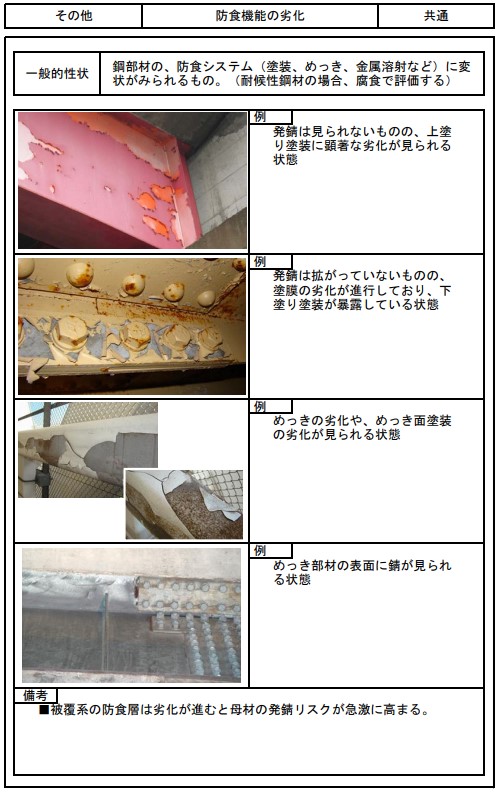 その他
防食機能の劣化
共通
一般的性状
鋼部材の、防食システム（塗装、めっき、金属溶射など）に変
状がみられるもの。（耐候性鋼材の場合、腐食で評価する）
例
発錆は見られないものの、上塗
り塗装に顕著な劣化が見られる
状態
例
発錆は拡がっていないものの、
塗膜の劣化が進行しており、下
塗り塗装が暴露している状態
例
めっきの劣化や、めっき面塗装
の劣化が見られる状態
例
めっき部材の表面に錆が見られ
る状態
備考
■被覆系の防食層は劣化が進むと母材の発錆リスクが急激に高まる。